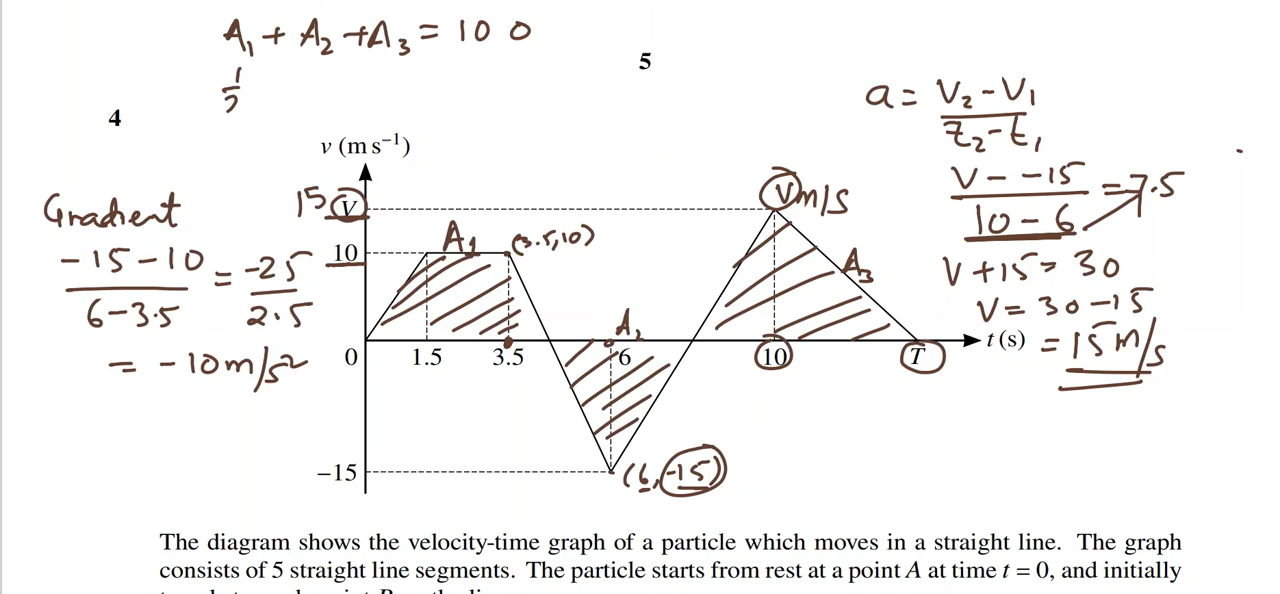 A₁ + A₂ + A₃ = 100
1/2
5
4
a = V₂ - V₁ / t₂ - t₁
v (m s⁻¹)
V - -15 / 10 - 6 = 7.5
V + 15 = 30
V = 30 - 15
= 15 m/s
Gradient
-15 - 10 / 6 - 3.5 = -25 / 2.5
= -10 m/s²
15 V
V m/s
10
A₁
(3.5, 10)
A₃
A₂
0
1.5
3.5
6
10
T
t (s)
-15
(6, -15)
The diagram shows the velocity-time graph of a particle which moves in a straight line. The graph
consists of 5 straight line segments. The particle starts from rest at a point A at time t = 0, and initially